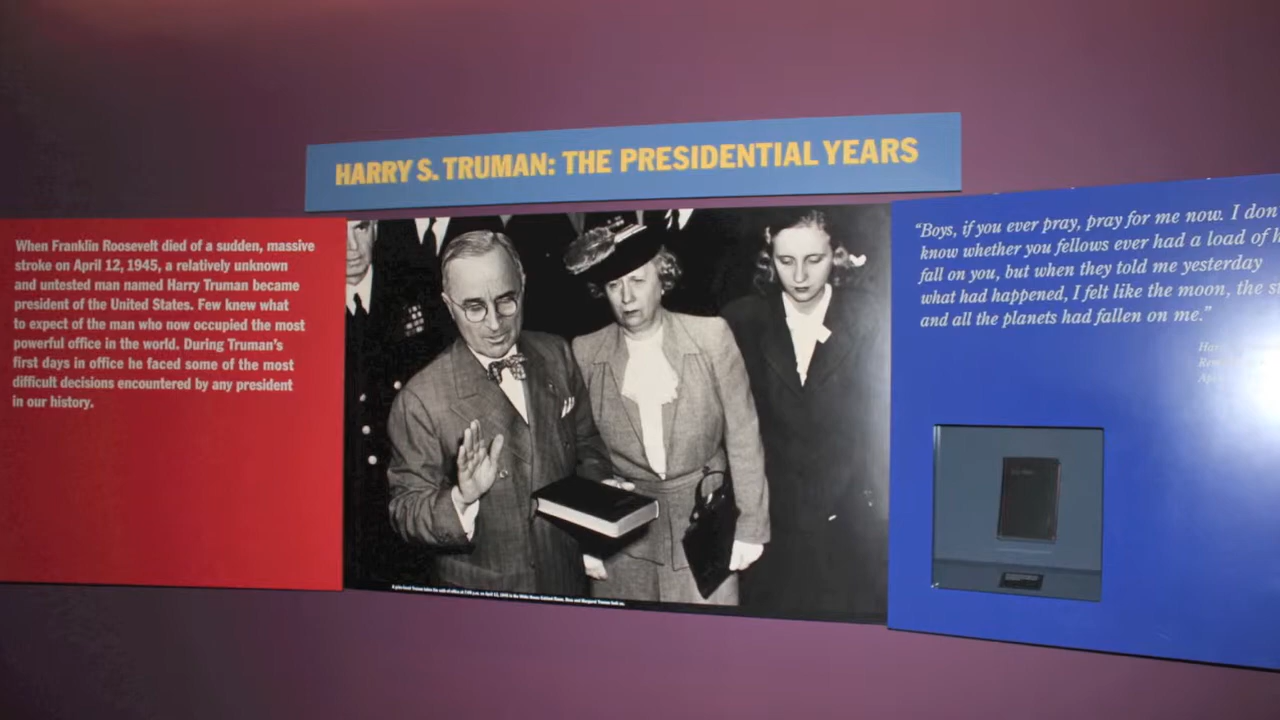 HARRY S. TRUMAN: THE PRESIDENTIAL YEARS
When Franklin Roosevelt died of a sudden, massive
stroke on April 12, 1945, a relatively unknown
and untested man named Harry Truman became
president of the United States. Few knew what
to expect of the man who now occupied the most
powerful office in the world. During Truman's
first days in office he faced some of the most
difficult decisions encountered by any president
in our history.
"Boys, if you ever pray, pray for me now. I don
know whether you fellows ever had a load of h
fall on you, but when they told me yesterday
what had happened, I felt like the moon, the st
and all the planets had fallen on me."